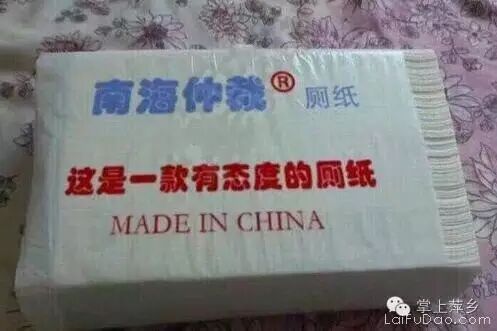 南海仲裁® 厕纸
这是一款有态度的厕纸
MADE IN CHINA
掌上萍乡
LaiFuDao.com